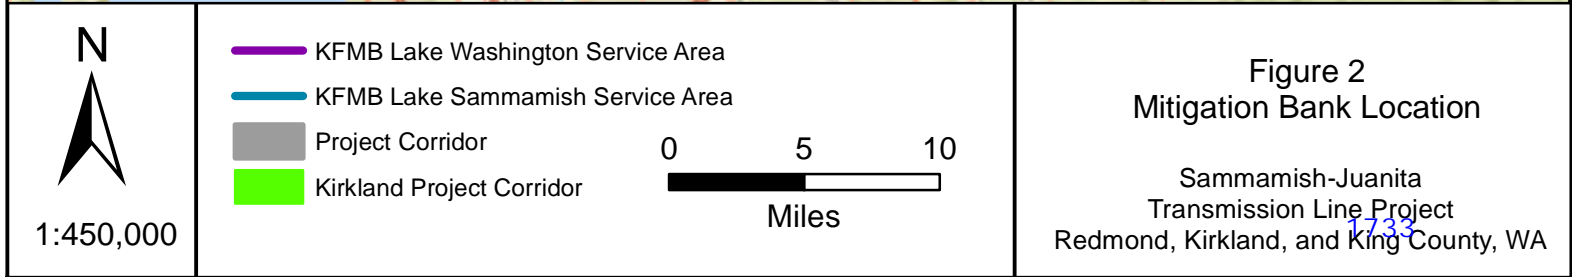 N
1:450,000
KFMB Lake Washington Service Area
KFMB Lake Sammamish Service Area
Project Corridor
Kirkland Project Corridor
0 5 10
Miles
Figure 2
Mitigation Bank Location
Sammamish-Juanita
Transmission Line Project
Redmond, Kirkland, and King County, WA
1733